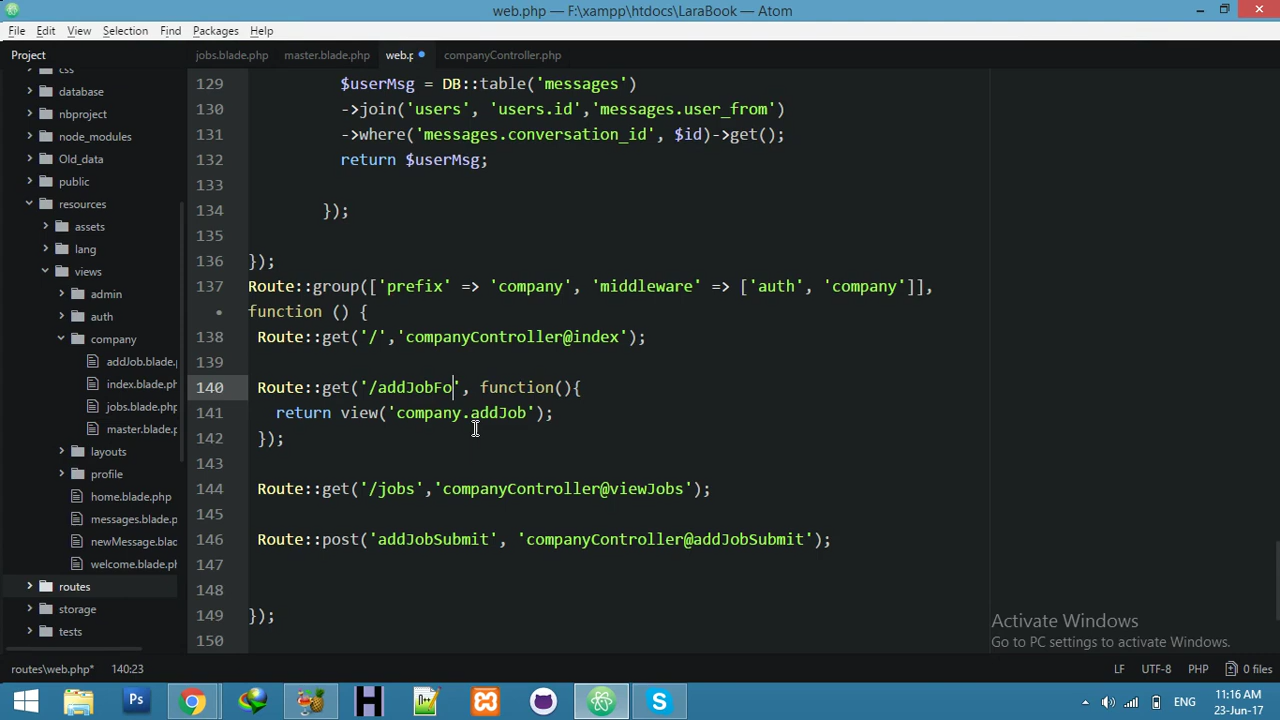 web.php — F:\xampp\htdocs\LaraBook — Atom
File Edit View Selection Find Packages Help
Project
jobs.blade.php master.blade.php web.p companyController.php
css
database
nbproject
node_modules
Old_data
public
resources
assets
lang
views
admin
auth
company
addJob.blade.
index.blade.ph
jobs.blade.php
master.blade.
layouts
profile
home.blade.php
messages.blade.p
newMessage.blade
welcome.blade.ph
routes
storage
tests
129 $userMsg = DB::table('messages')
130 ->join('users', 'users.id','messages.user_from')
131 ->where('messages.conversation_id', $id)->get();
132 return $userMsg;
133
134 });
135
136 });
137 Route::group(['prefix' => 'company', 'middleware' => ['auth', 'company']],
• function () {
138 Route::get('/','companyController@index');
139
140 Route::get('/addJobFo', function(){
141 return view('company.addJob');
142 });
143
144 Route::get('/jobs','companyController@viewJobs');
145
146 Route::post('addJobSubmit', 'companyController@addJobSubmit');
147
148
149 });
150
Activate Windows
Go to PC settings to activate Windows.
routes\web.php* 140:23 LF UTF-8 PHP 0 files
Ps H A++ S ENG 11:16 AM
23-Jun-17